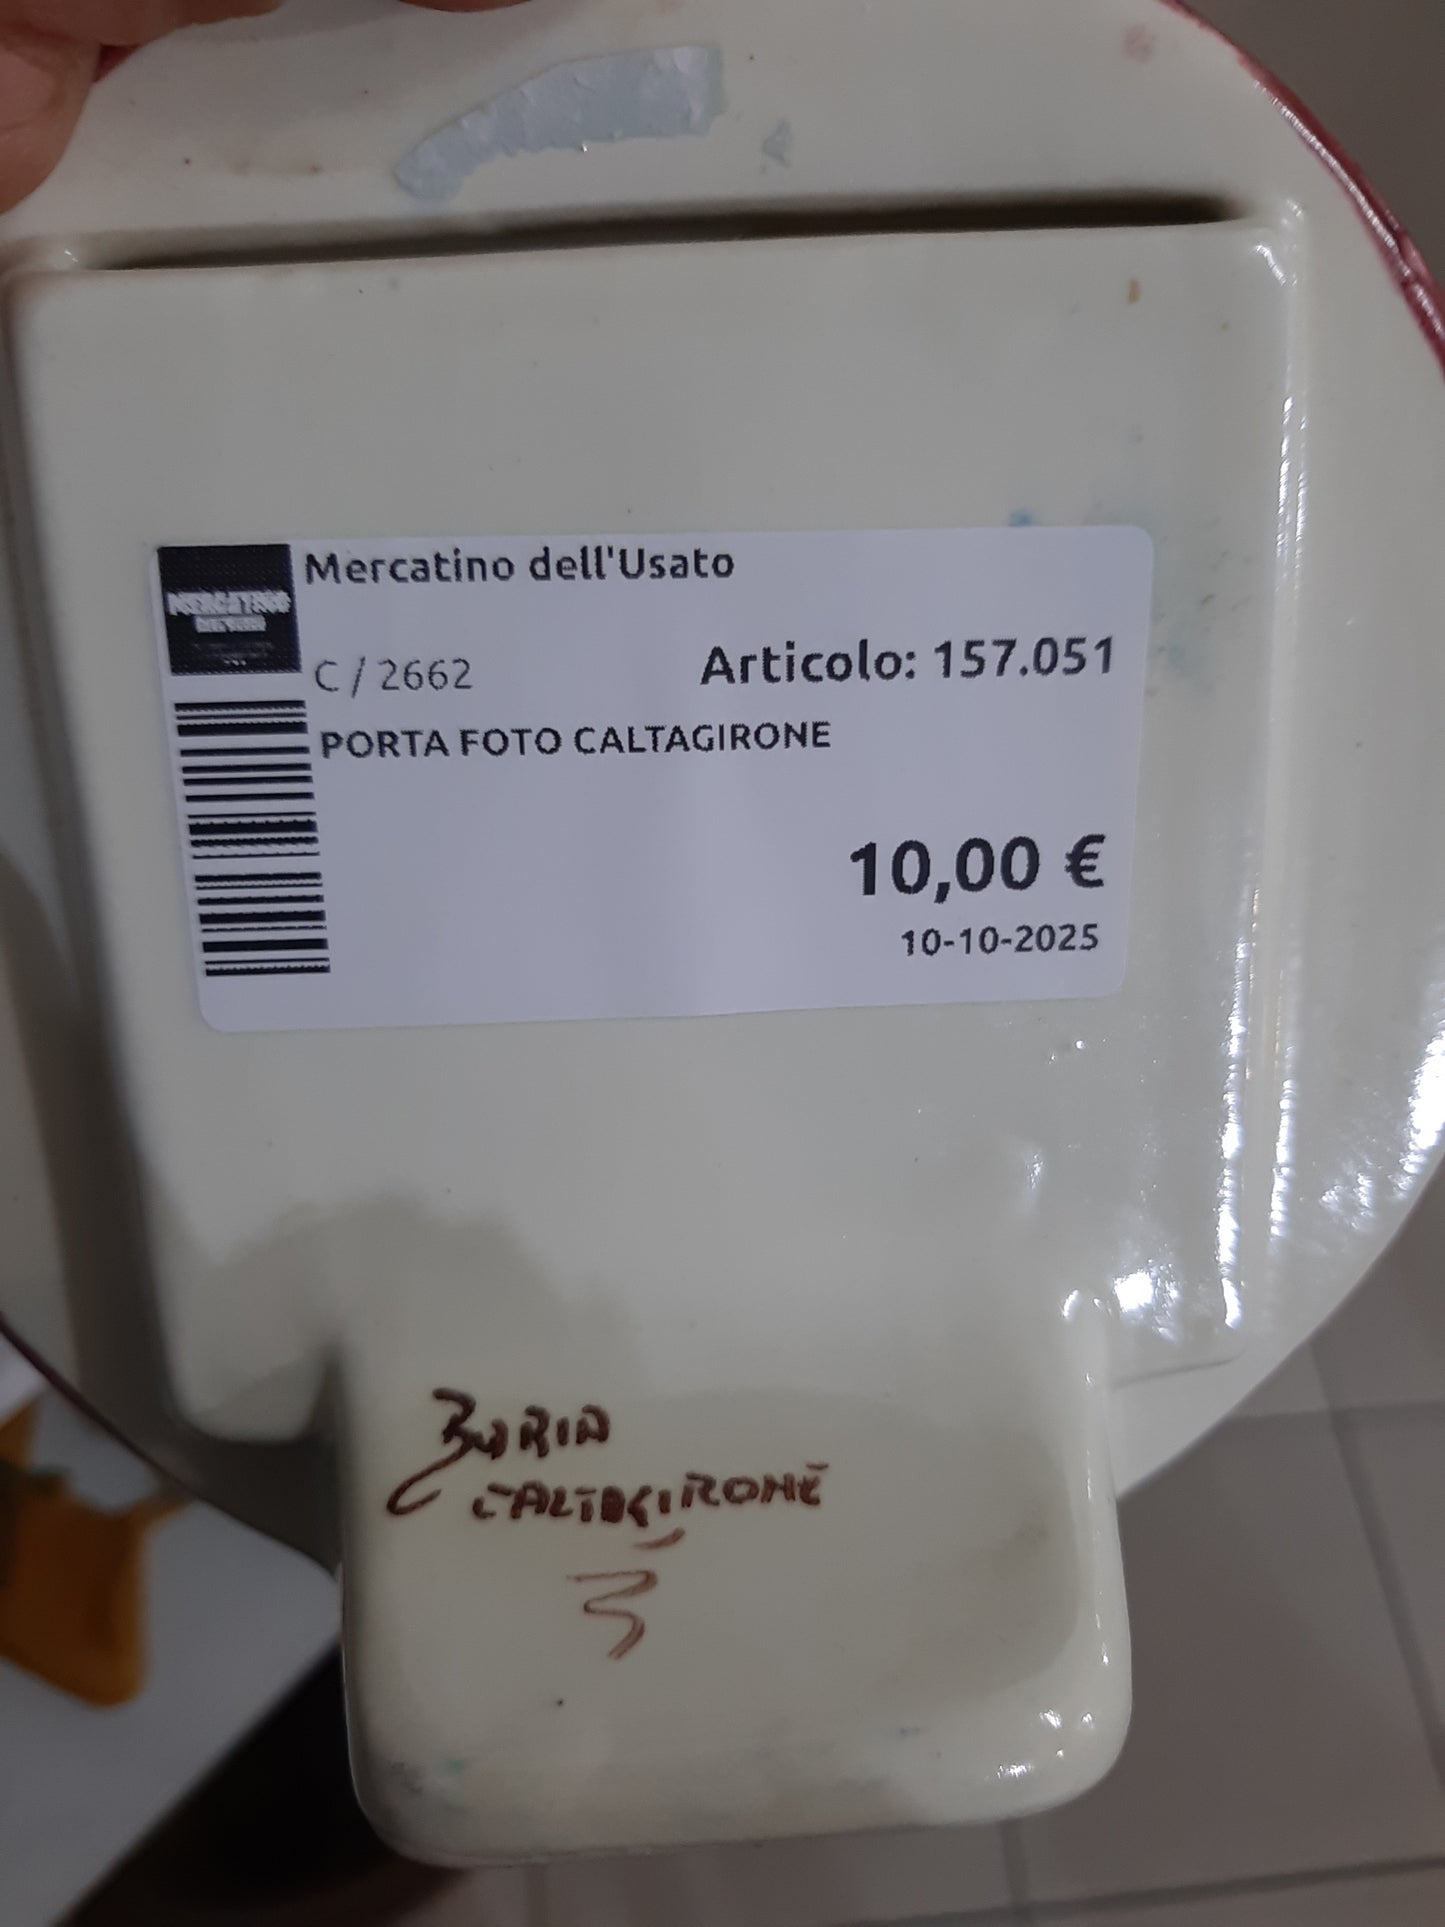 Mercatino dell'Usato
C / 2662
Articolo: 157.051
PORTA FOTO CALTAGIRONE
10,00 €
10-10-2025
CALTAGIRONE